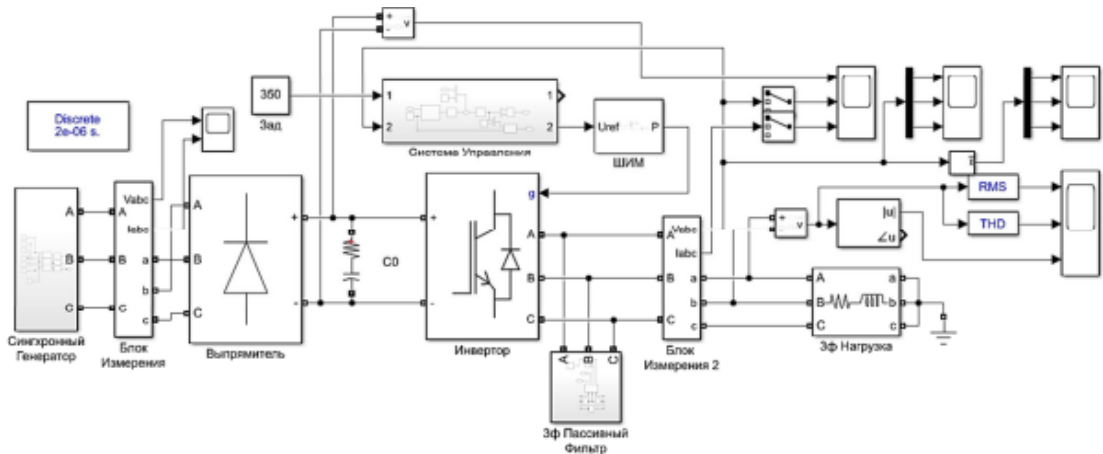 +
-
v
350
Зад
1
2
1
2
Система Управления
Uref
P
ШИМ
Discrete
2e-06 s.
A
B
C
Сингхронный
Генератор
Vabc
Iabc
A
B
C
a
b
c
Блок
Измерения
A
B
C
+
-
Выпрямитель
C0
g
+
-
A
B
C
Инвертор
Vabc
Iabc
A
B
C
a
b
c
Блок
Измерения 2
A
B
C
3ф Пассивный
Фильтр
+
-
v
|u|
∠u
RMS
THD
A
B
C
a
b
c
3ф Нагрузка